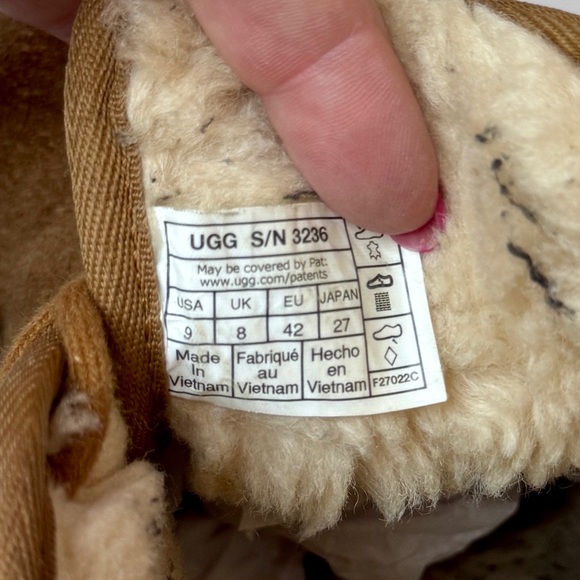 UGG S/N 3236
May be covered by Pat:
www.ugg.com/patents
USA UK EU JAPAN
9 8 42 27
Made Fabriqué Hecho
In au en
Vietnam Vietnam Vietnam
F27022C